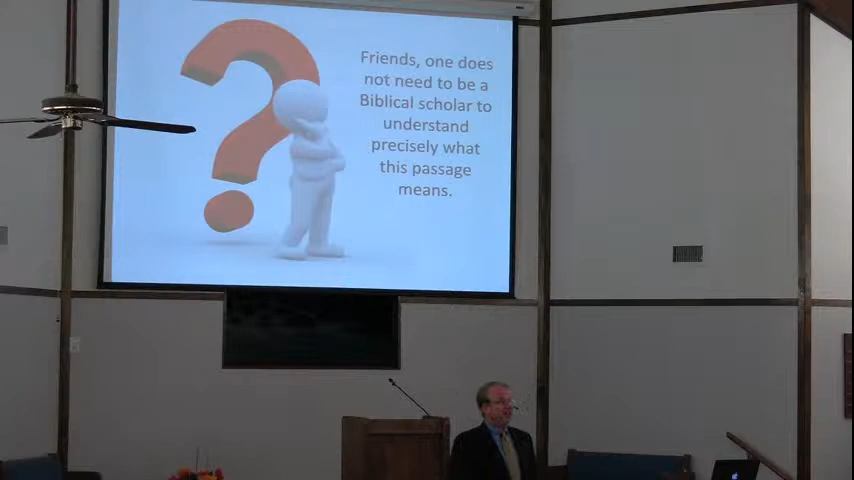 Friends, one does
not need to be a
Biblical scholar to
understand
precisely what
this passage
means.